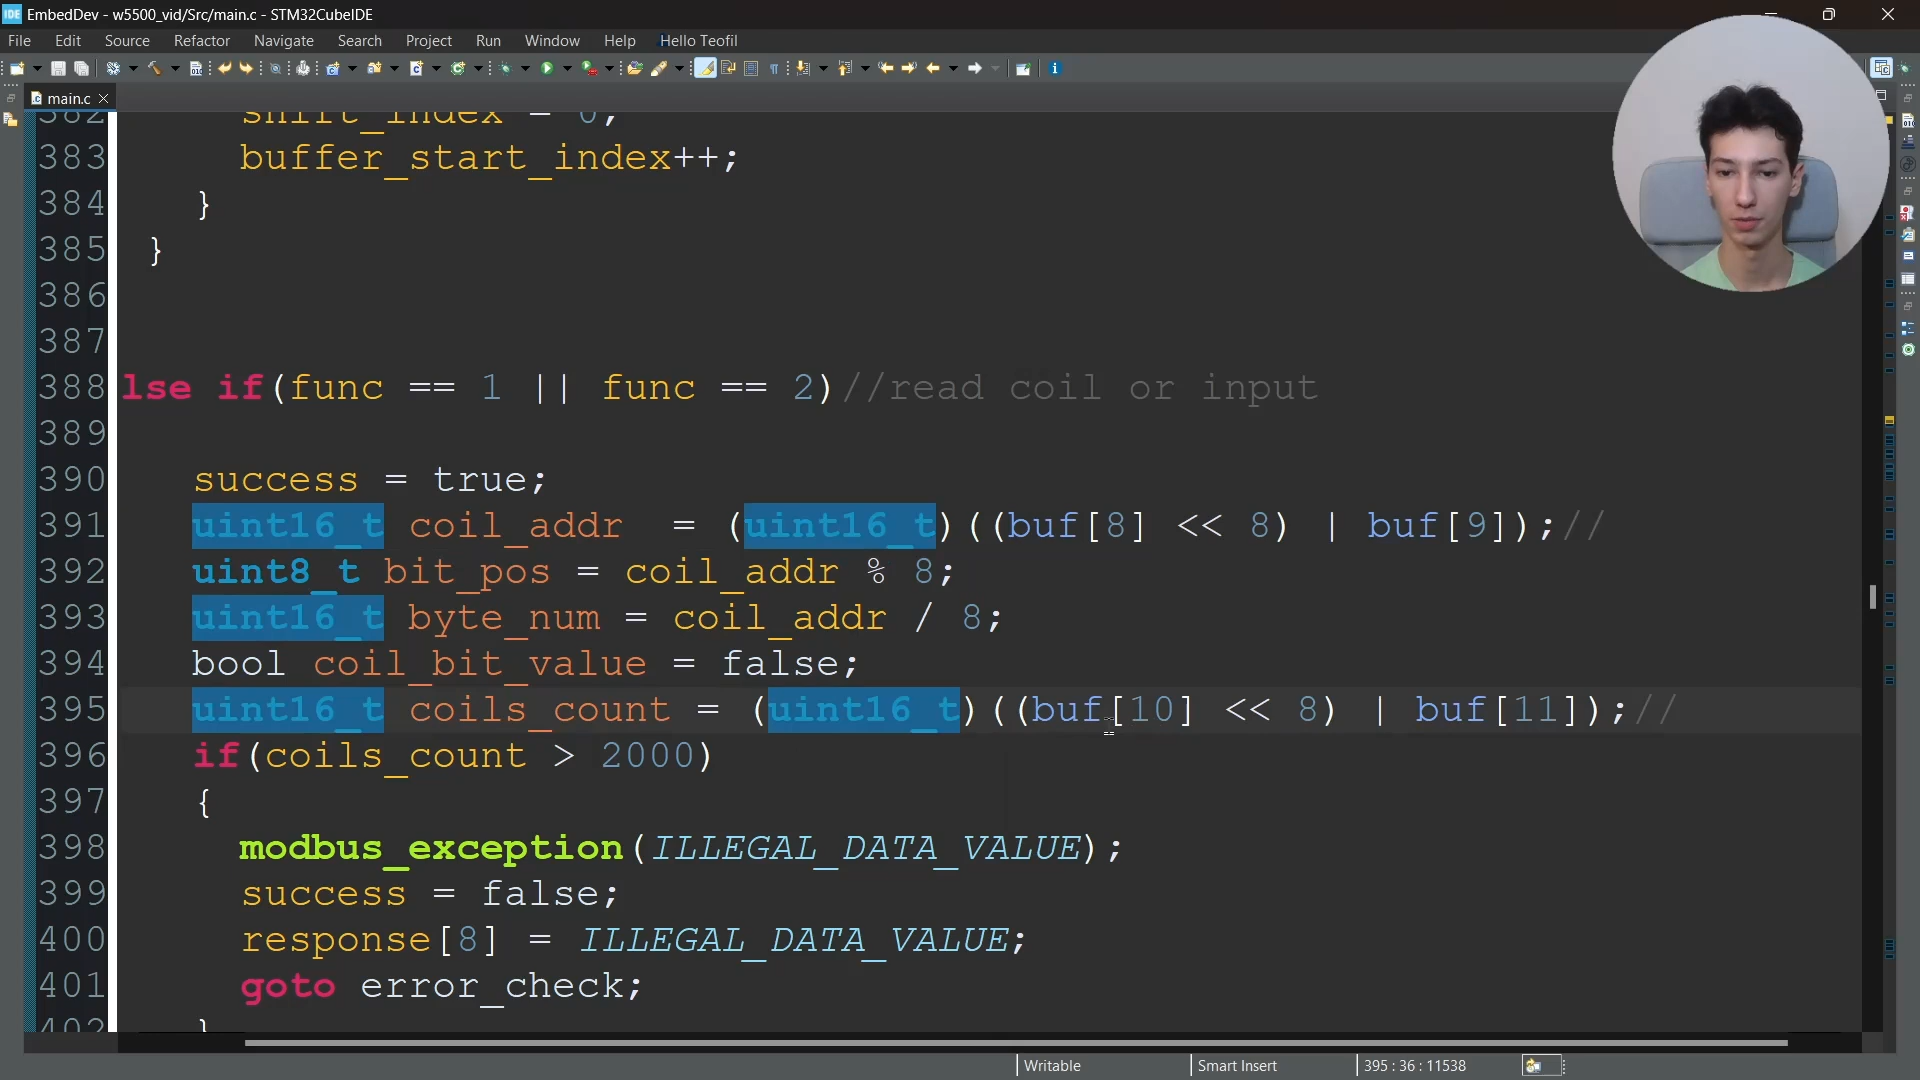 IDE EmbedDev - w5500_vid/Src/main.c - STM32CubeIDE
File Edit Source Refactor Navigate Search Project Run Window Help Hello Teofil
main.c
382 shift_index = 0;
383 buffer_start_index++;
384 }
385 }
386
387
388 lse if(func == 1 || func == 2)//read coil or input
389
390 success = true;
391 uint16_t coil_addr = (uint16_t)((buf[8] << 8) | buf[9]);//
392 uint8_t bit_pos = coil_addr % 8;
393 uint16_t byte_num = coil_addr / 8;
394 bool coil_bit_value = false;
395 uint16_t coils_count = (uint16_t)((buf[10] << 8) | buf[11]);//
396 if(coils_count > 2000)
397 {
398 modbus_exception(ILLEGAL_DATA_VALUE);
399 success = false;
400 response[8] = ILLEGAL_DATA_VALUE;
401 goto error_check;
402 }
Writable Smart Insert 395 : 36 : 11538